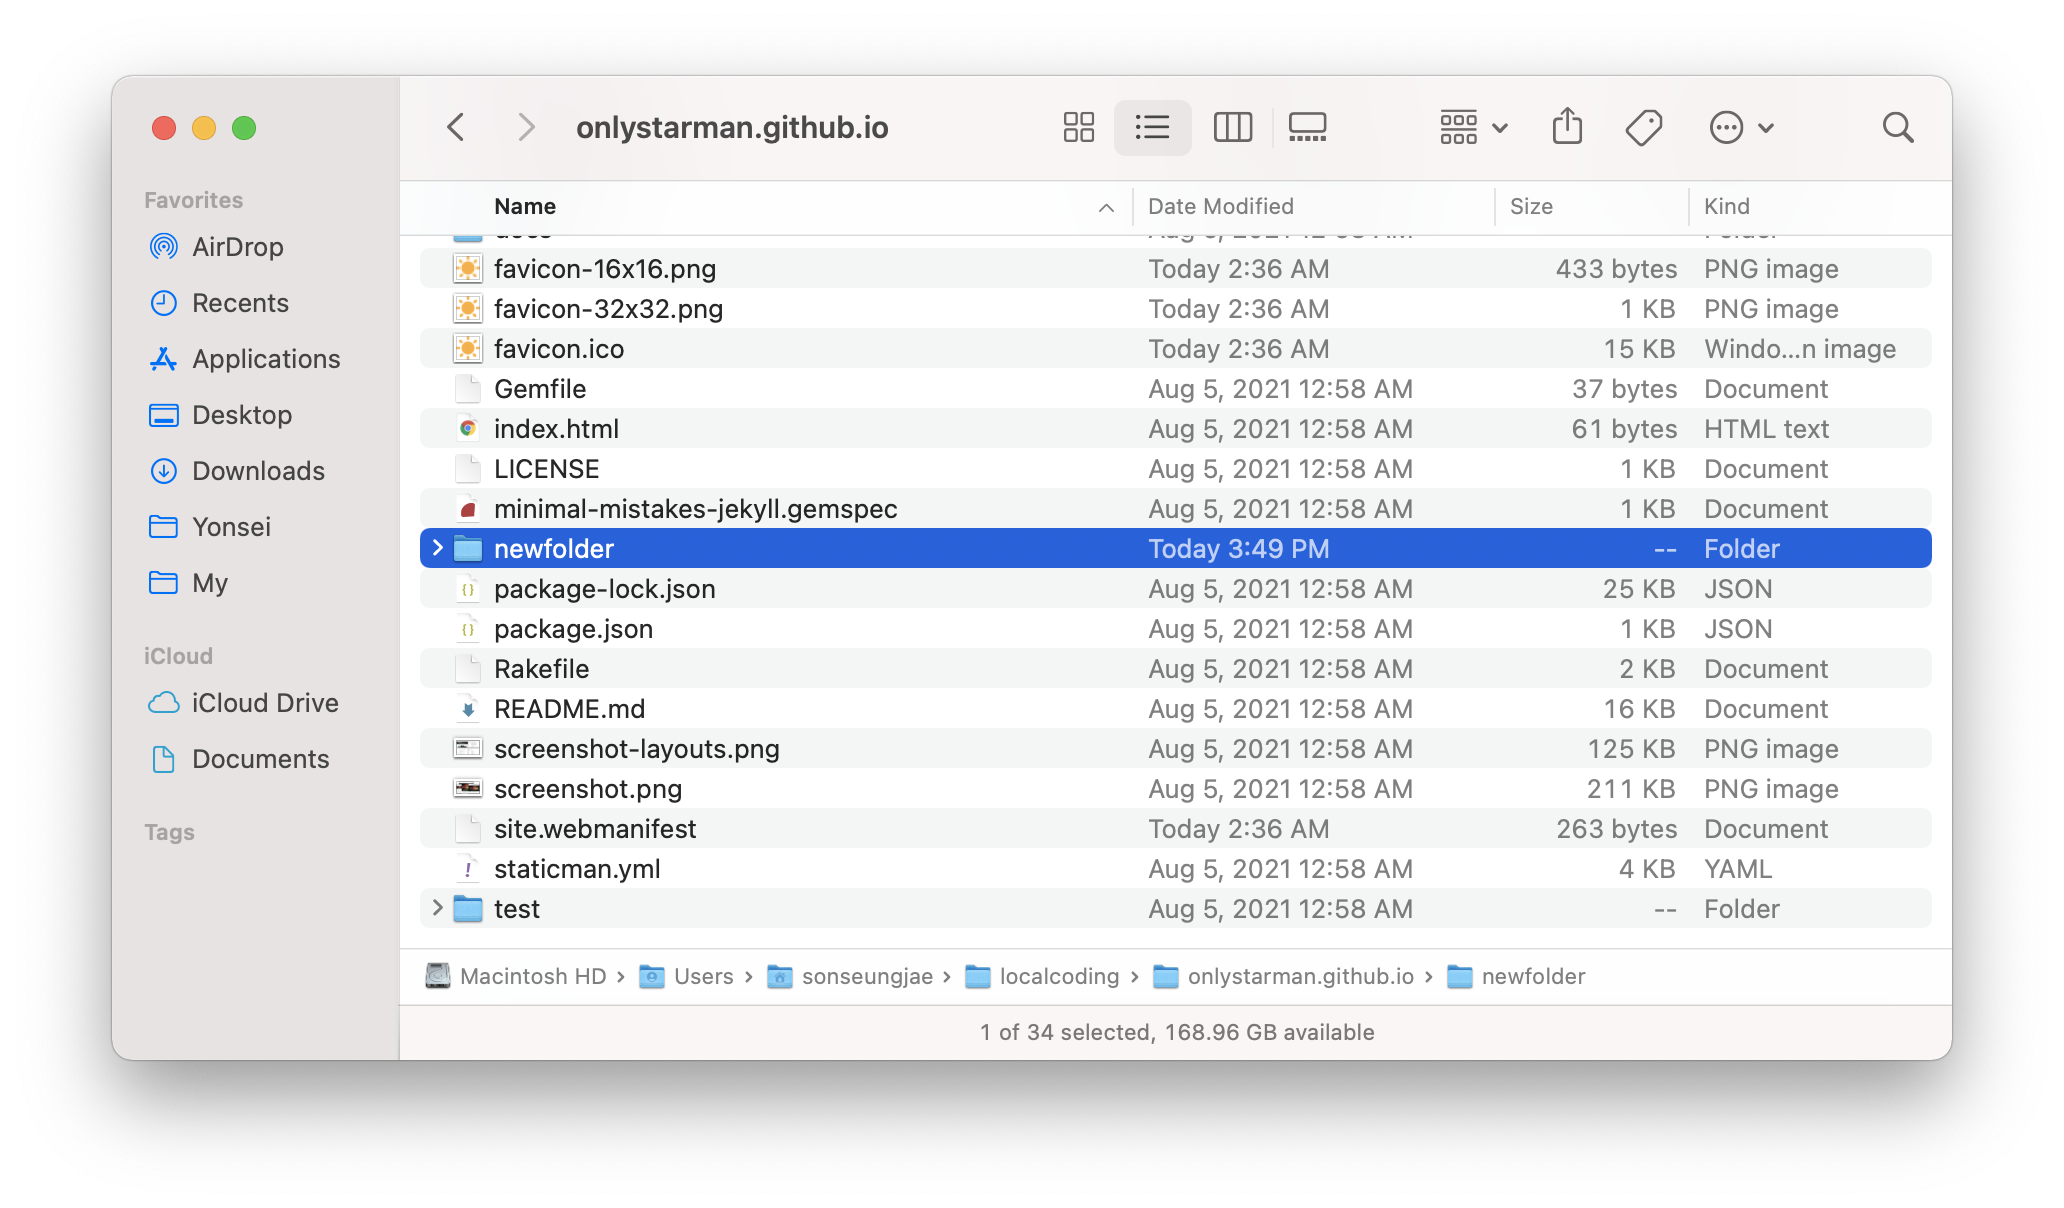 onlystarman.github.io
Favorites
AirDrop
Recents
Applications
Desktop
Downloads
Yonsei
My
iCloud
iCloud Drive
Documents
Tags
Name Date Modified Size Kind
favicon-16x16.png Today 2:36 AM 433 bytes PNG image
favicon-32x32.png Today 2:36 AM 1 KB PNG image
favicon.ico Today 2:36 AM 15 KB Windo...n image
Gemfile Aug 5, 2021 12:58 AM 37 bytes Document
index.html Aug 5, 2021 12:58 AM 61 bytes HTML text
LICENSE Aug 5, 2021 12:58 AM 1 KB Document
minimal-mistakes-jekyll.gemspec Aug 5, 2021 12:58 AM 1 KB Document
newfolder Today 3:49 PM -- Folder
package-lock.json Aug 5, 2021 12:58 AM 25 KB JSON
package.json Aug 5, 2021 12:58 AM 1 KB JSON
Rakefile Aug 5, 2021 12:58 AM 2 KB Document
README.md Aug 5, 2021 12:58 AM 16 KB Document
screenshot-layouts.png Aug 5, 2021 12:58 AM 125 KB PNG image
screenshot.png Aug 5, 2021 12:58 AM 211 KB PNG image
site.webmanifest Today 2:36 AM 263 bytes Document
staticman.yml Aug 5, 2021 12:58 AM 4 KB YAML
test Aug 5, 2021 12:58 AM -- Folder
Macintosh HD › Users › sonseungjae › localcoding › onlystarman.github.io › newfolder
1 of 34 selected, 168.96 GB available